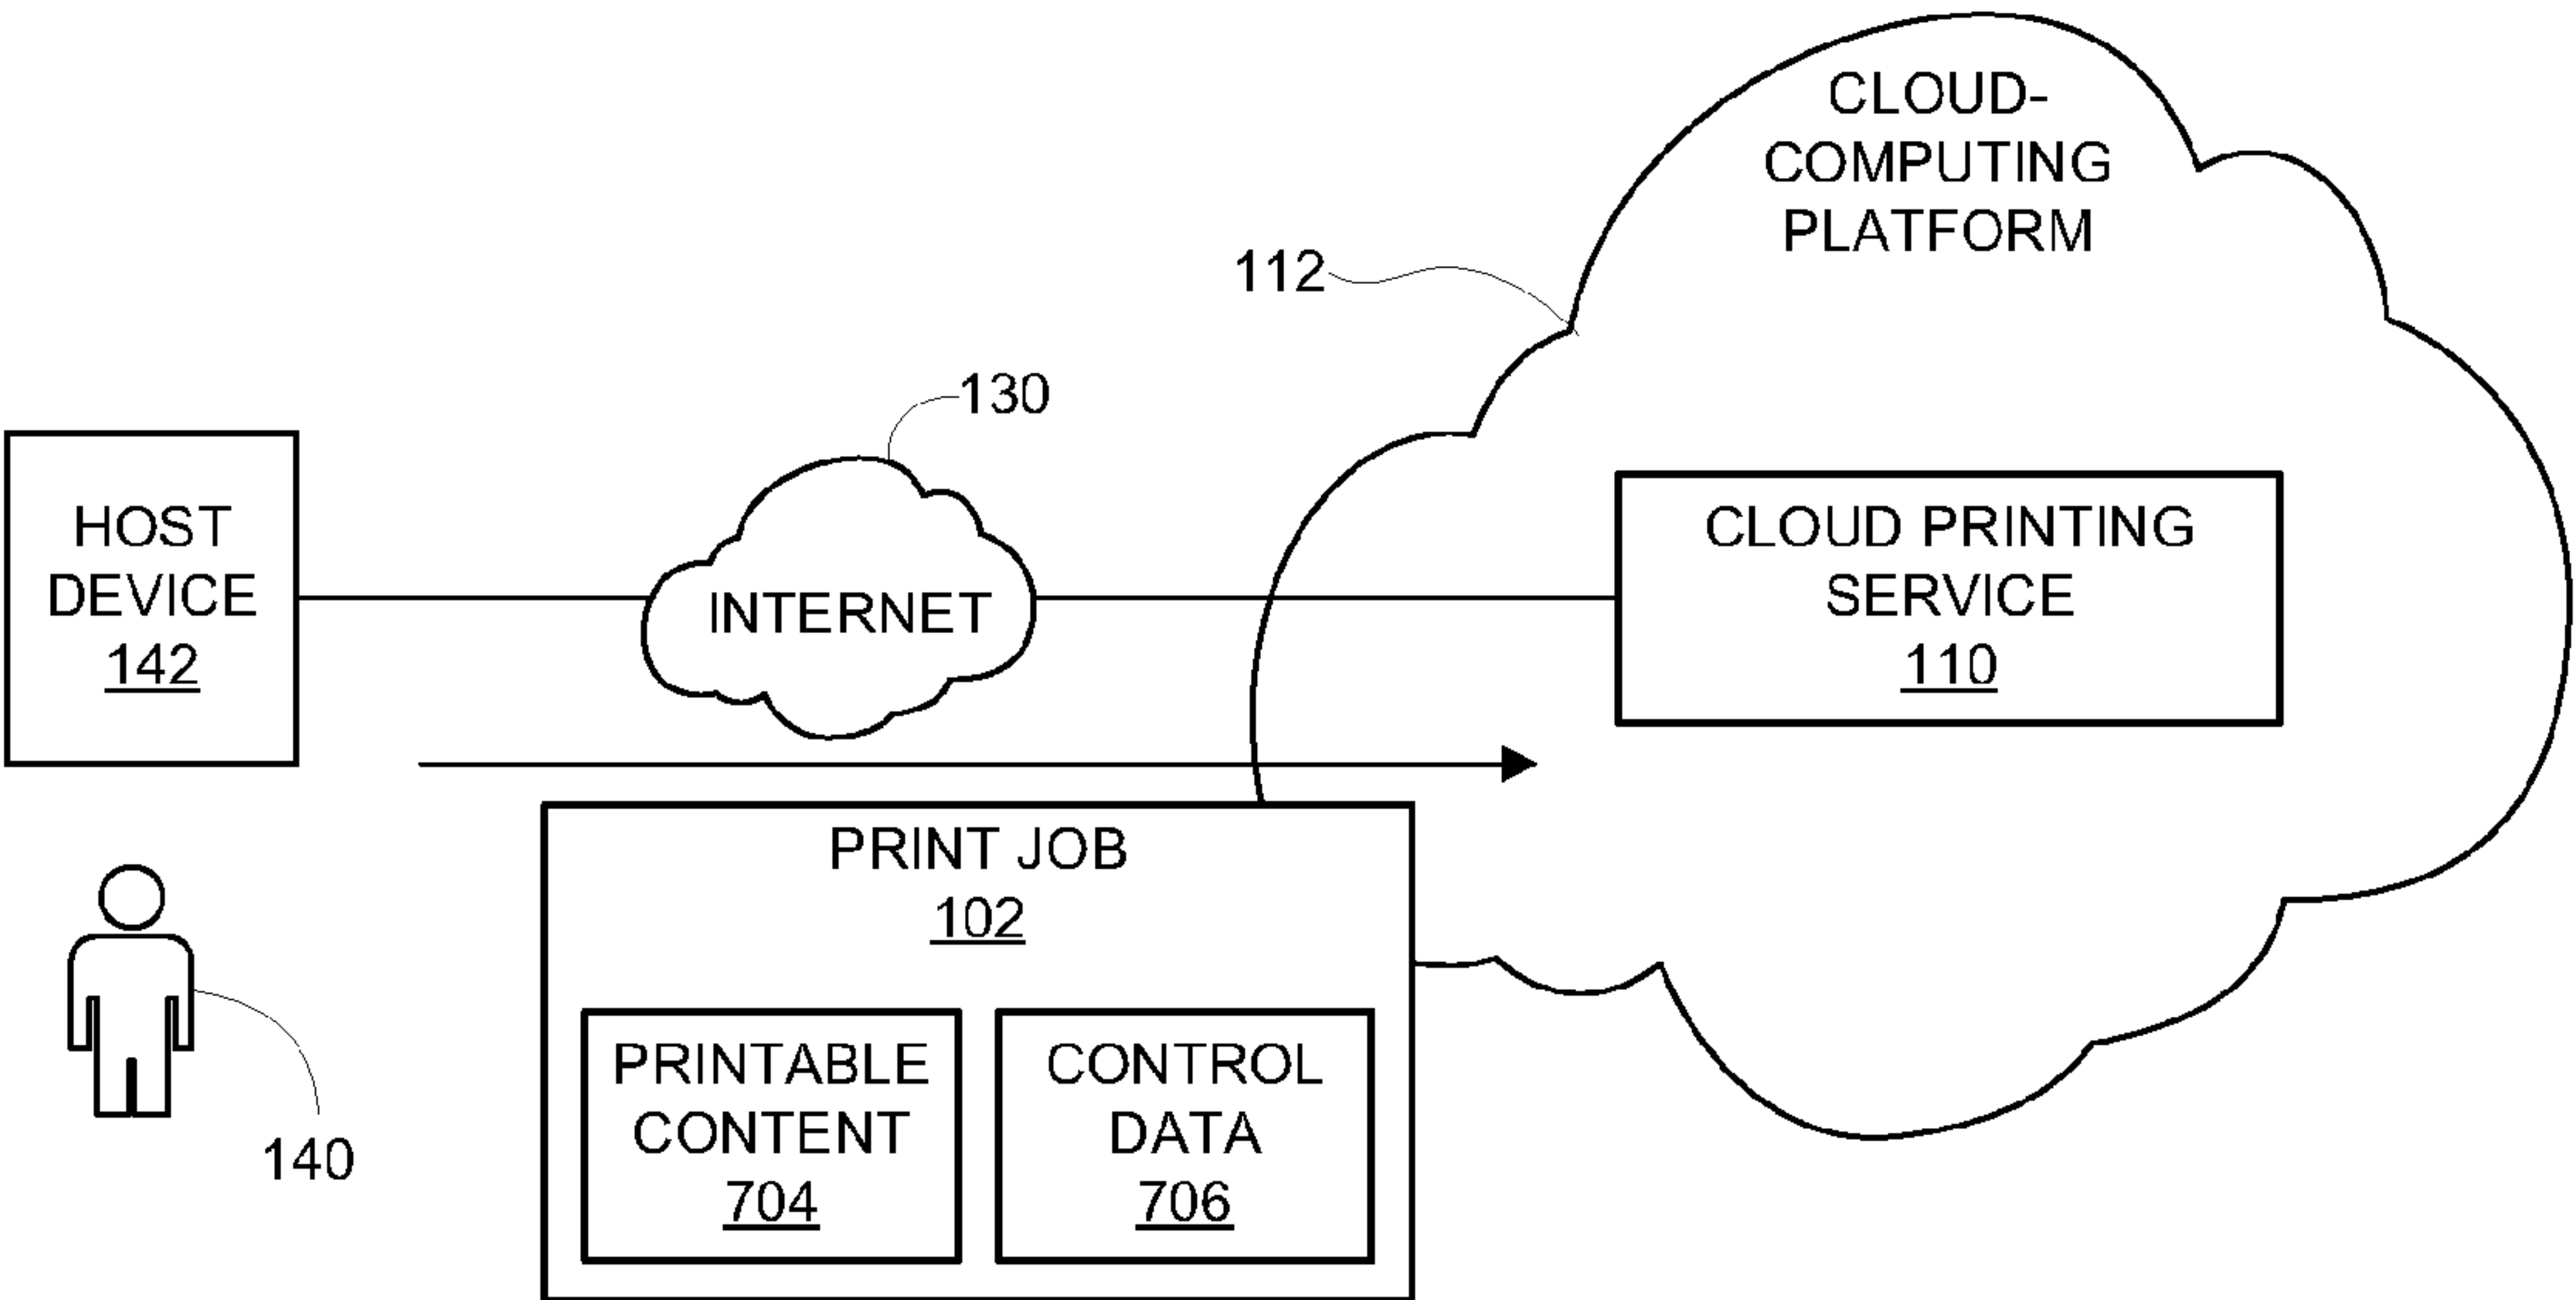 CLOUD-
COMPUTING
PLATFORM
112
130
HOST
DEVICE
142
INTERNET
CLOUD PRINTING
SERVICE
110
PRINT JOB
102
PRINTABLE
CONTENT
704
CONTROL
DATA
706
140